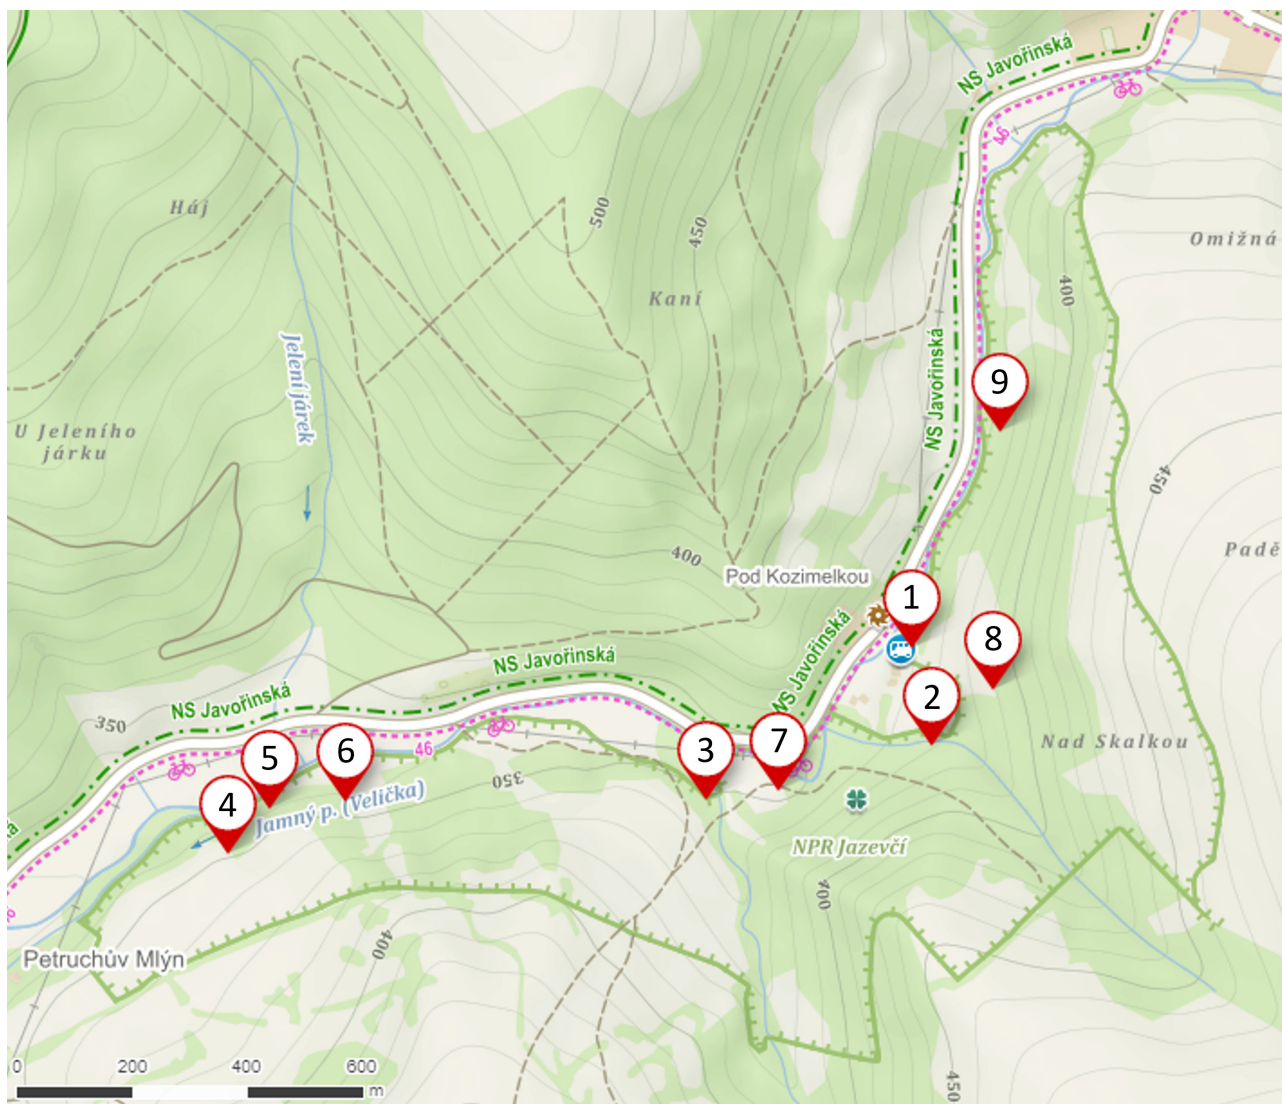 NS Javořinská
46
Háj
500
450
Omižná
Kaní
400
Jelení járek
NS Javořinská
9
U Jeleního
járku
450
Padě
400
Pod Kozimelkou
1
8
NS Javořinská
NS Javořinská
2
NS Javořinská
350
5
6
46
3
7
Nad Skalkou
4
350
Jamný p. (Velička)
NPR Jazevčí
400
400
Petruchův Mlýn
450
0 200 400 600
m